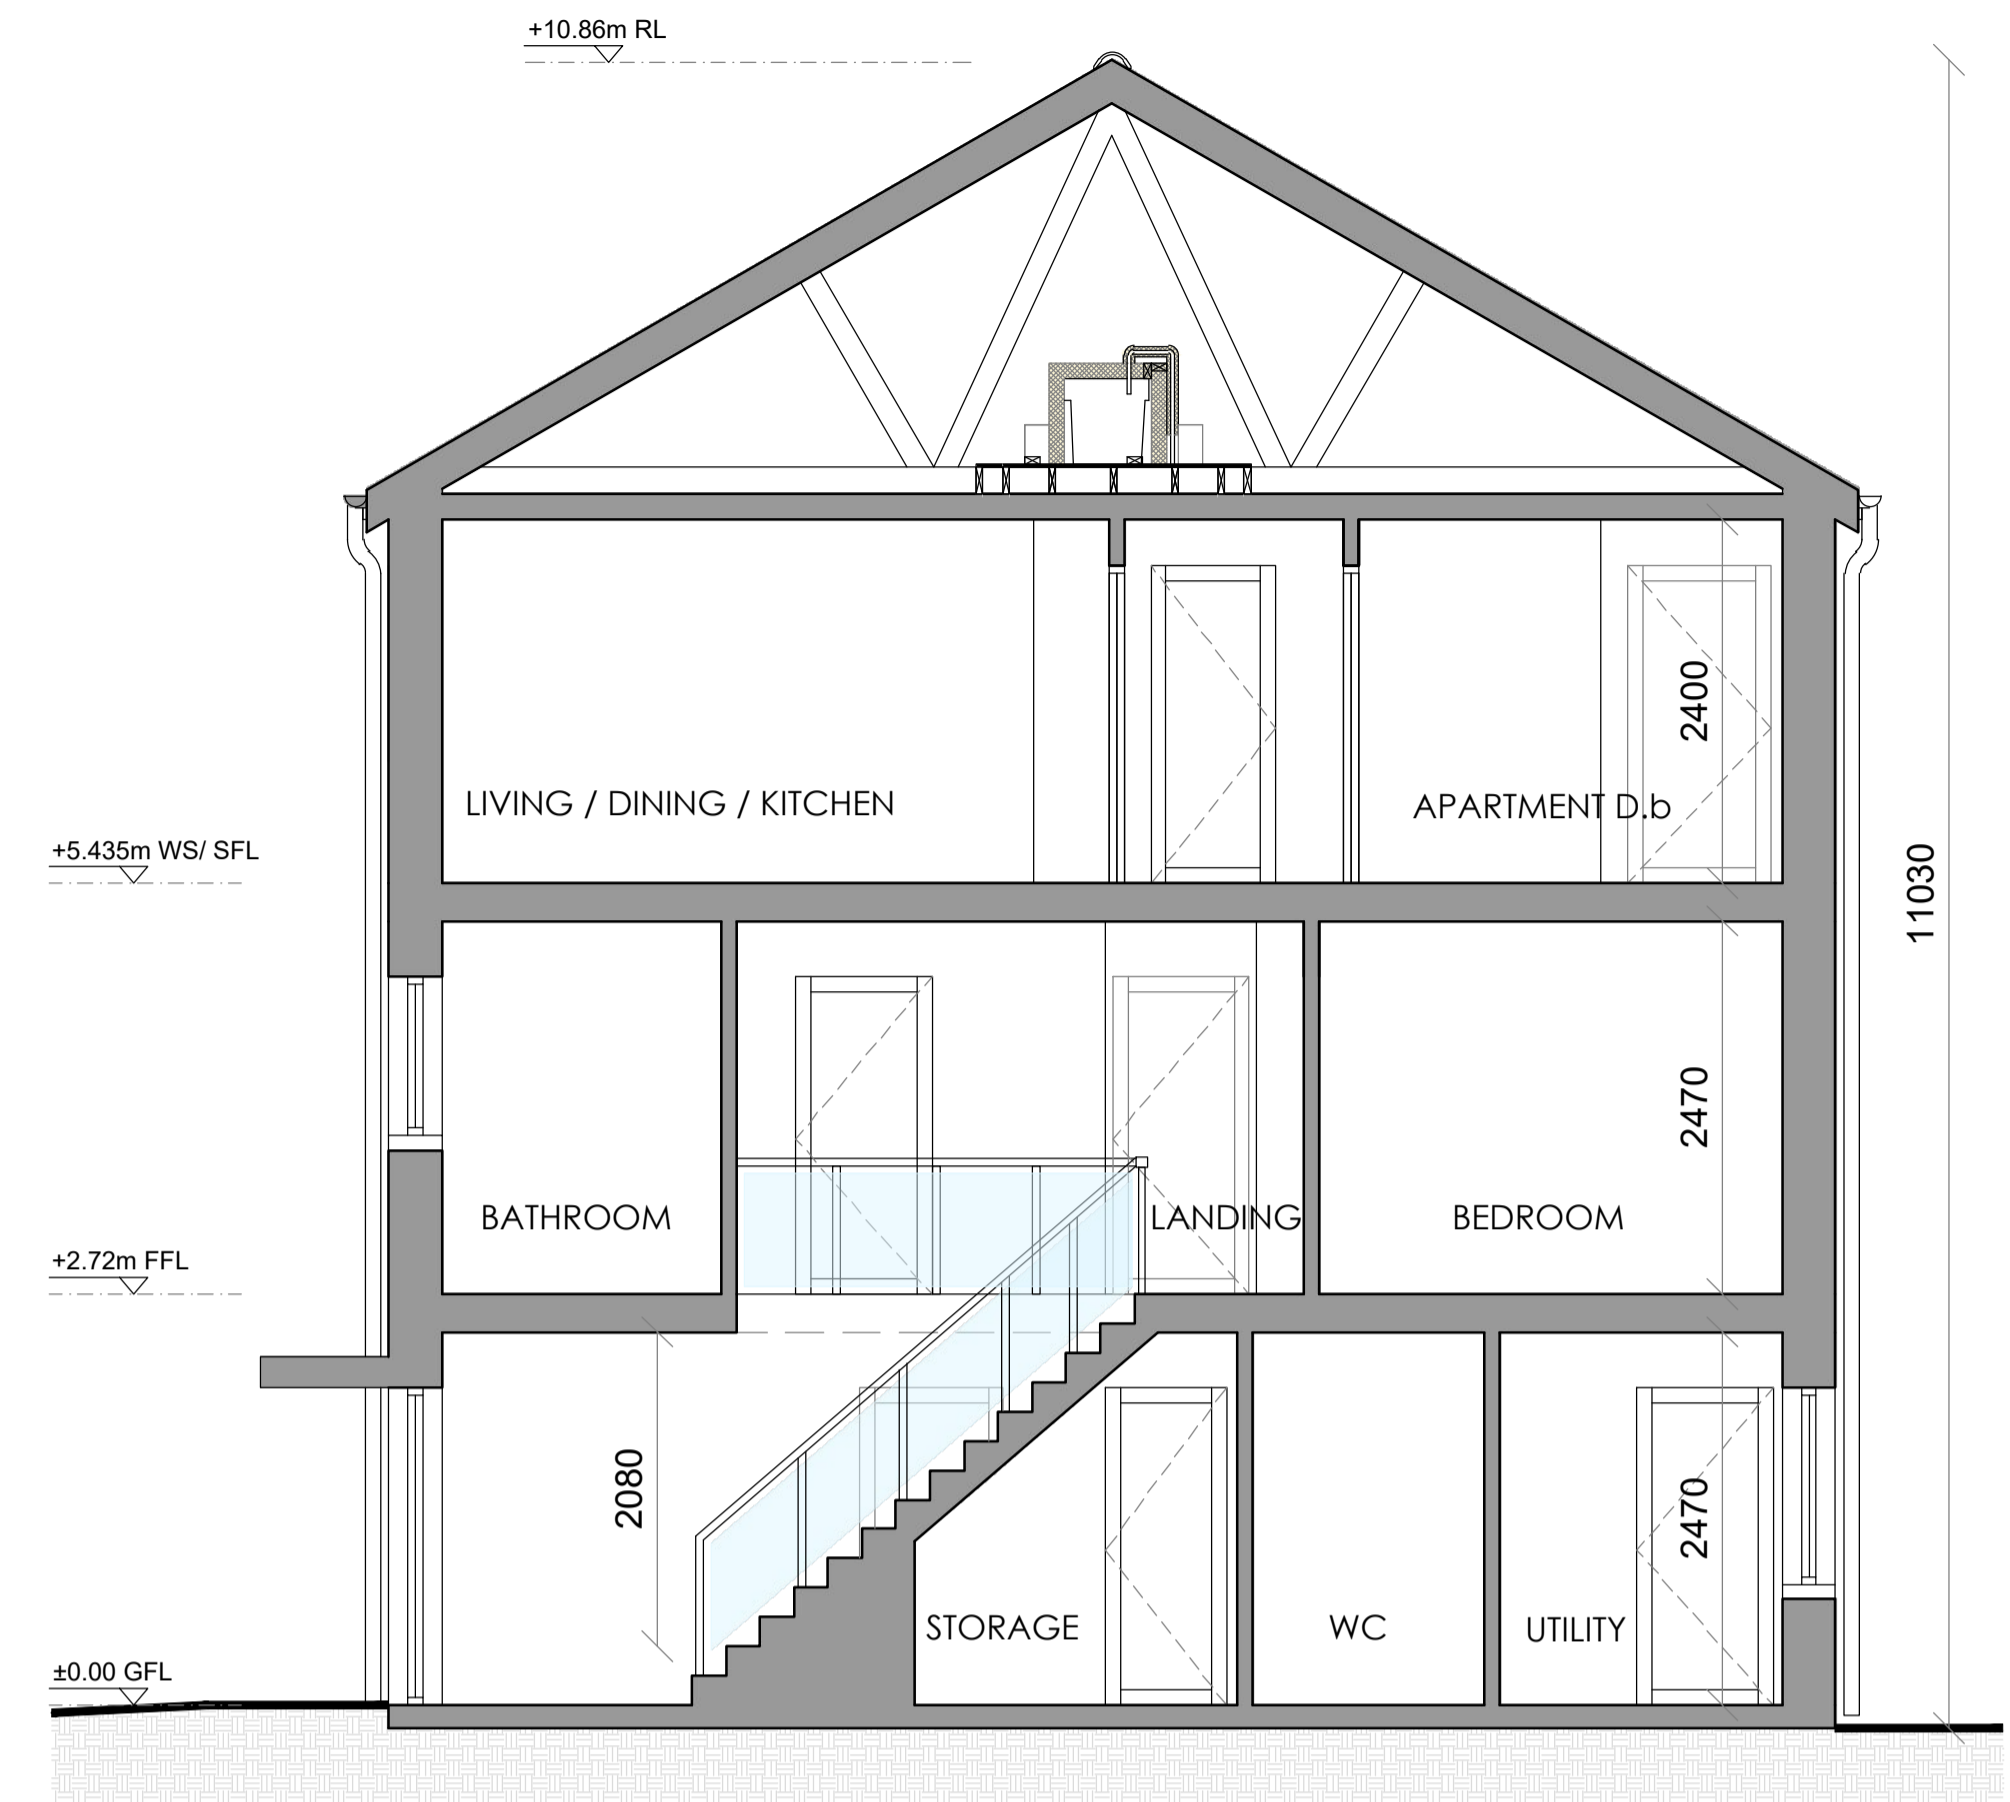 +10.86m RL
2400
LIVING / DINING / KITCHEN
APARTMENT D.b
+5.435m WS/ SFL
11030
2470
BATHROOM
LANDING
BEDROOM
+2.72m FFL
2080
2470
STORAGE
WC
UTILITY
±0.00 GFL